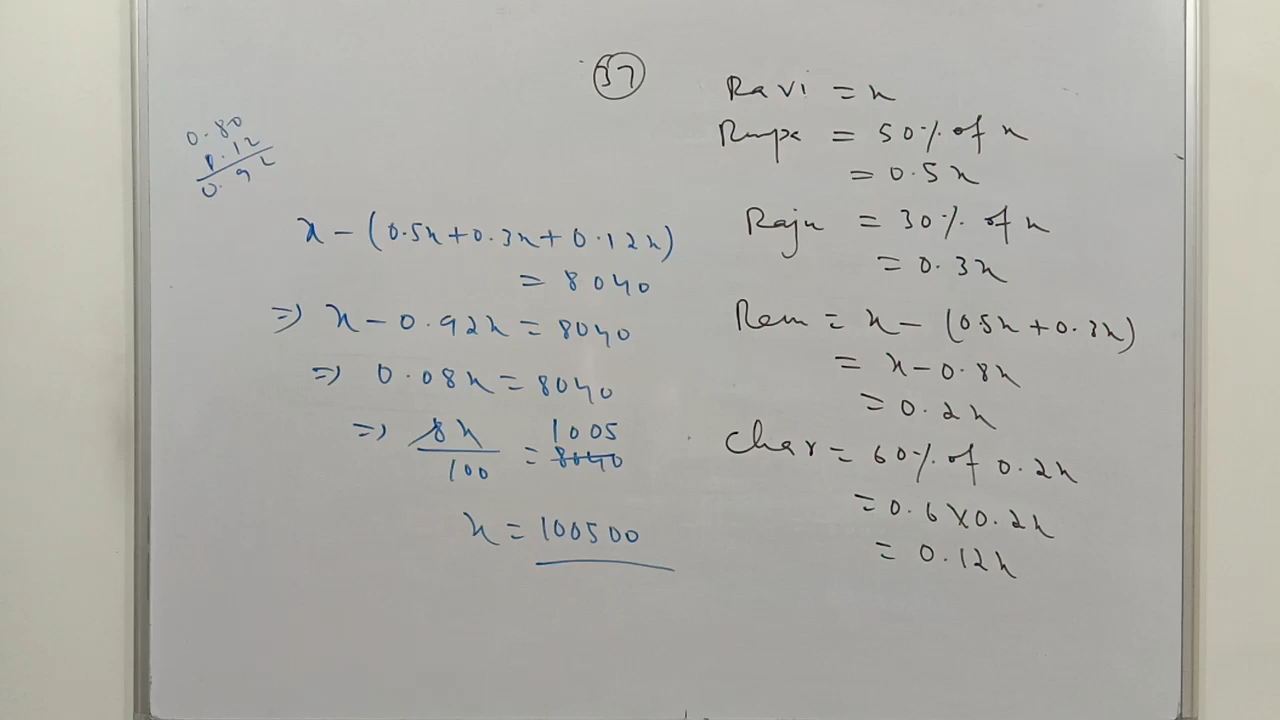 37
0.80
0.12
0.92
x - (0.5x + 0.3x + 0.12x)
= 8040
=> x - 0.92x = 8040
=> 0.08x = 8040
=> 8x/100 = 8040 1005
x = 100500
Ravi = x
Rupa = 50% of x
= 0.5x
Raju = 30% of x
= 0.3x
Rem = x - (0.5x + 0.3x)
= x - 0.8x
= 0.2x
Char = 60% of 0.2x
= 0.6 X 0.2x
= 0.12x